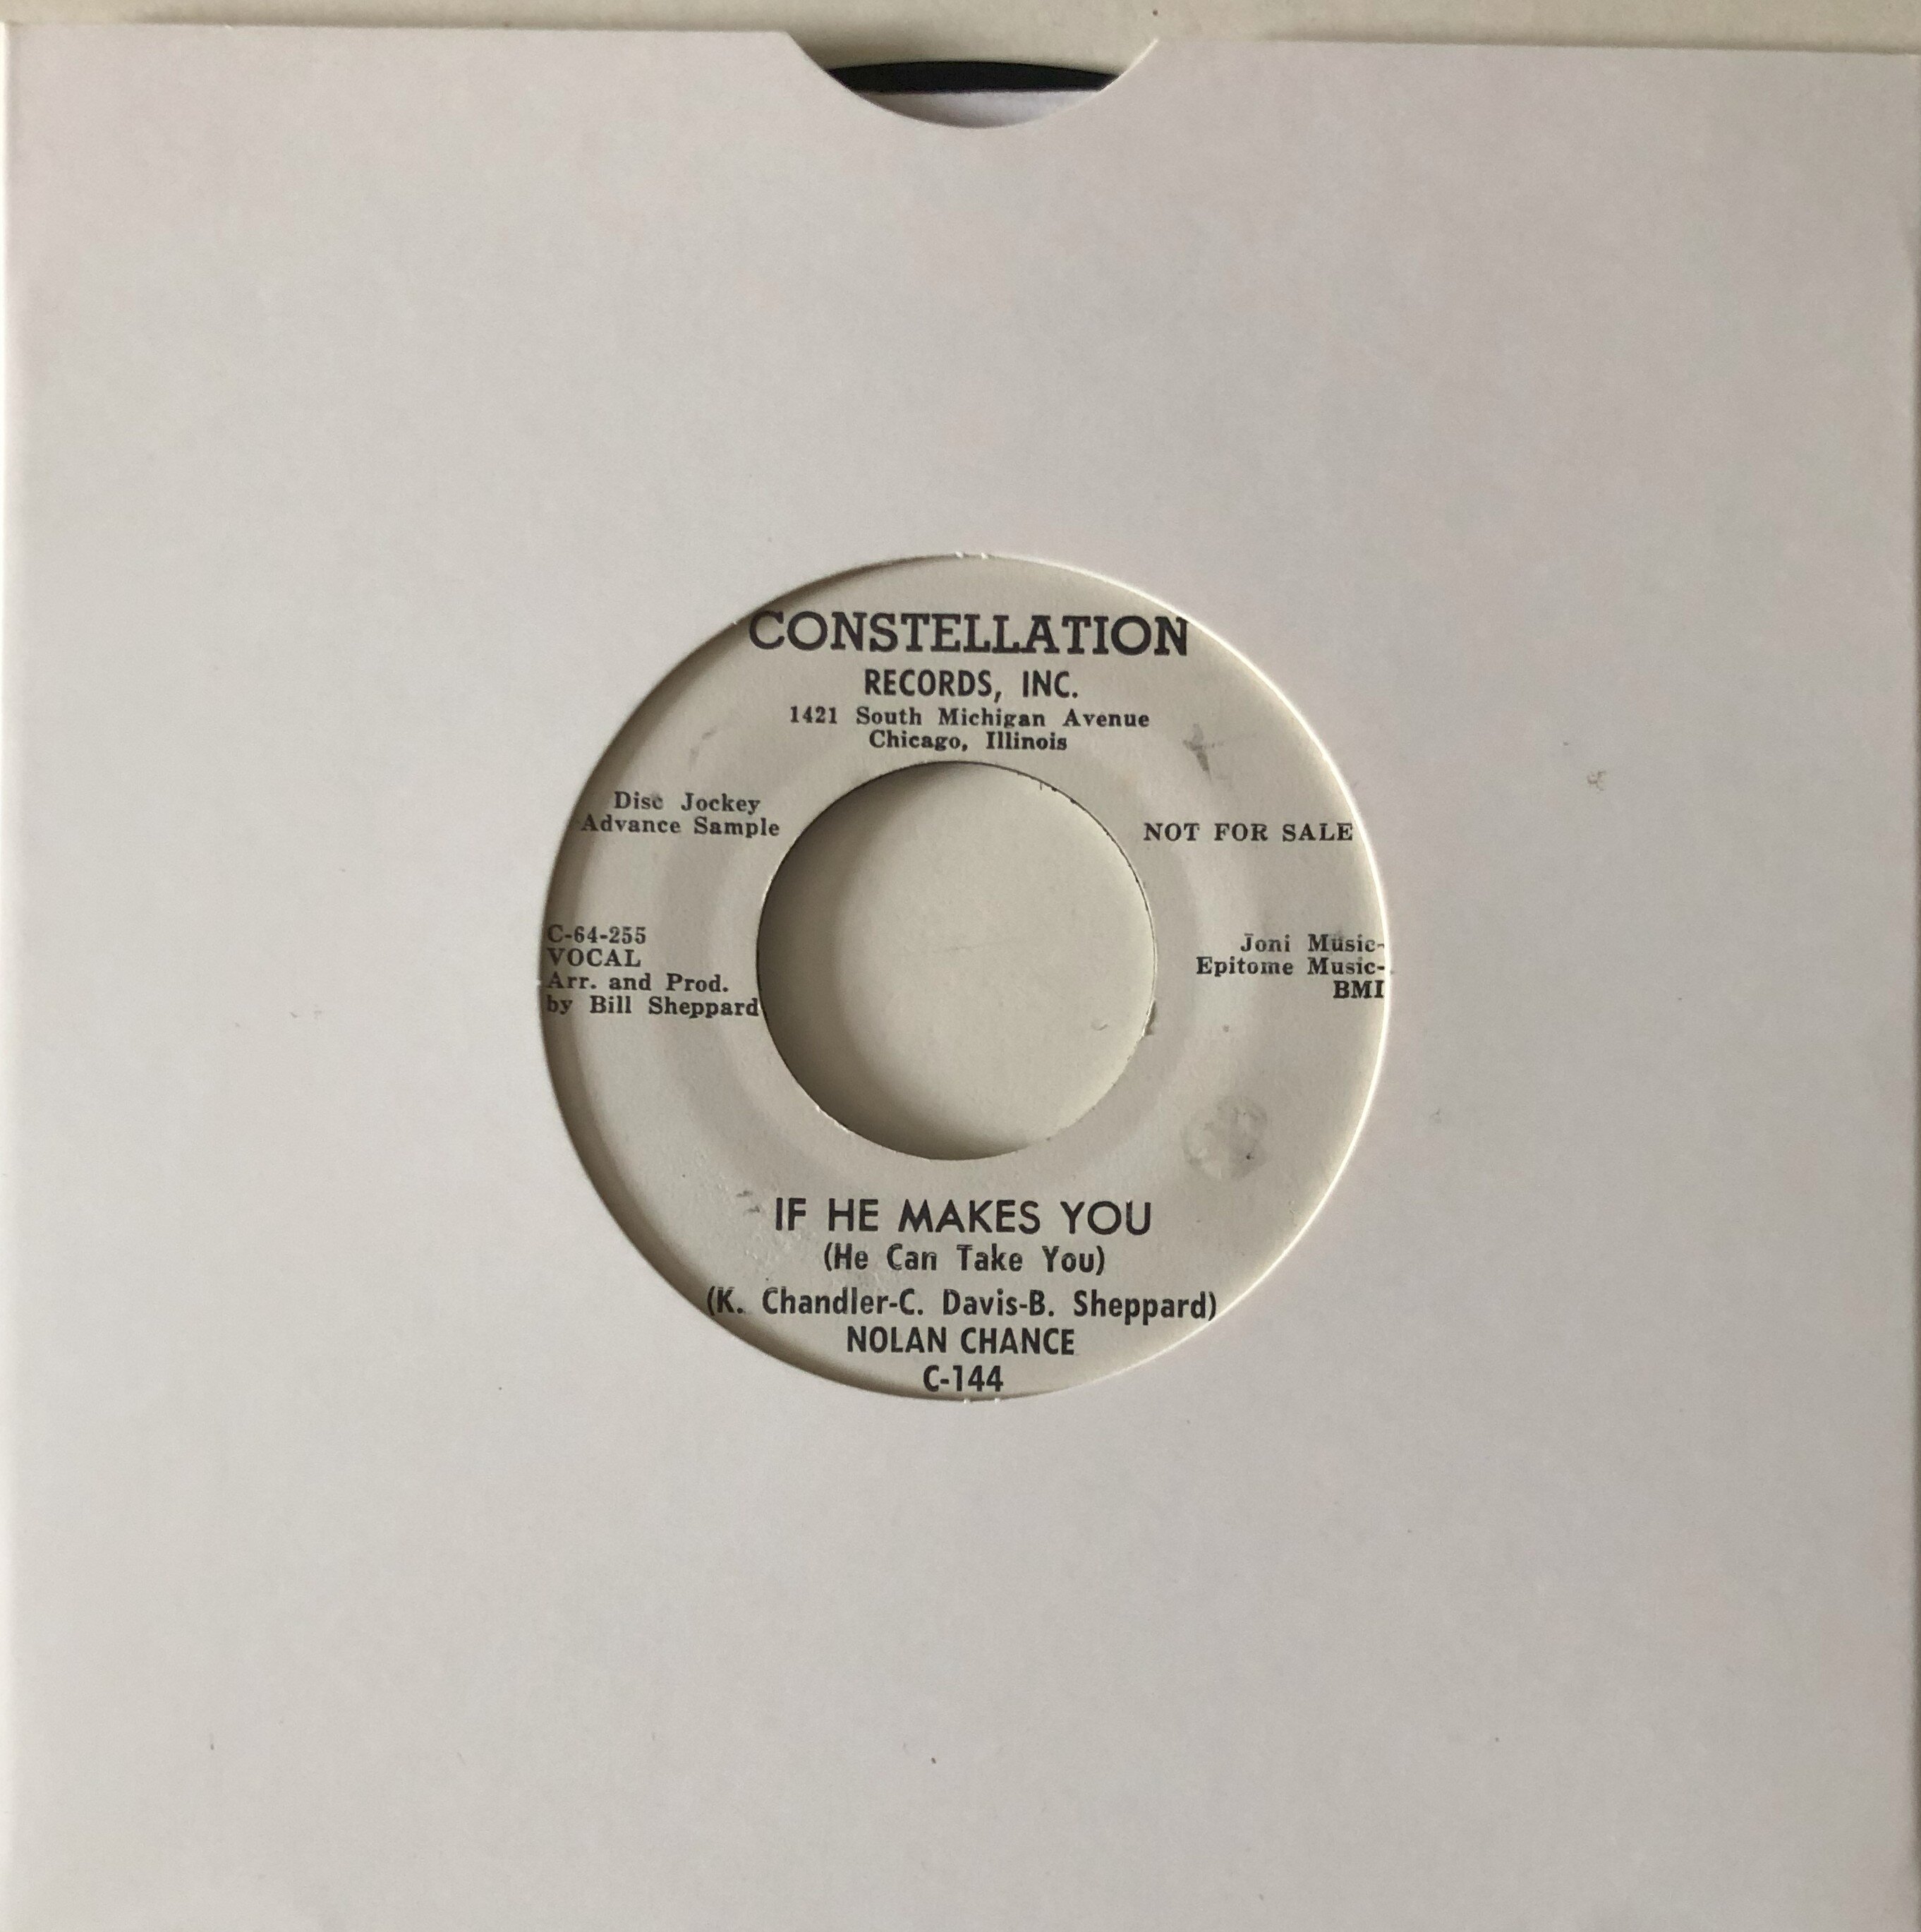 CONSTELLATION
RECORDS, INC.
1421 South Michigan Avenue
Chicago, Illinois
Disc Jockey
Advance Sample
NOT FOR SALE
C-64-255
VOCAL
Arr. and Prod.
by Bill Sheppard
Joni Music-
Epitome Music-
BMI
IF HE MAKES YOU
(He Can Take You)
(K. Chandler-C. Davis-B. Sheppard)
NOLAN CHANCE
C-144